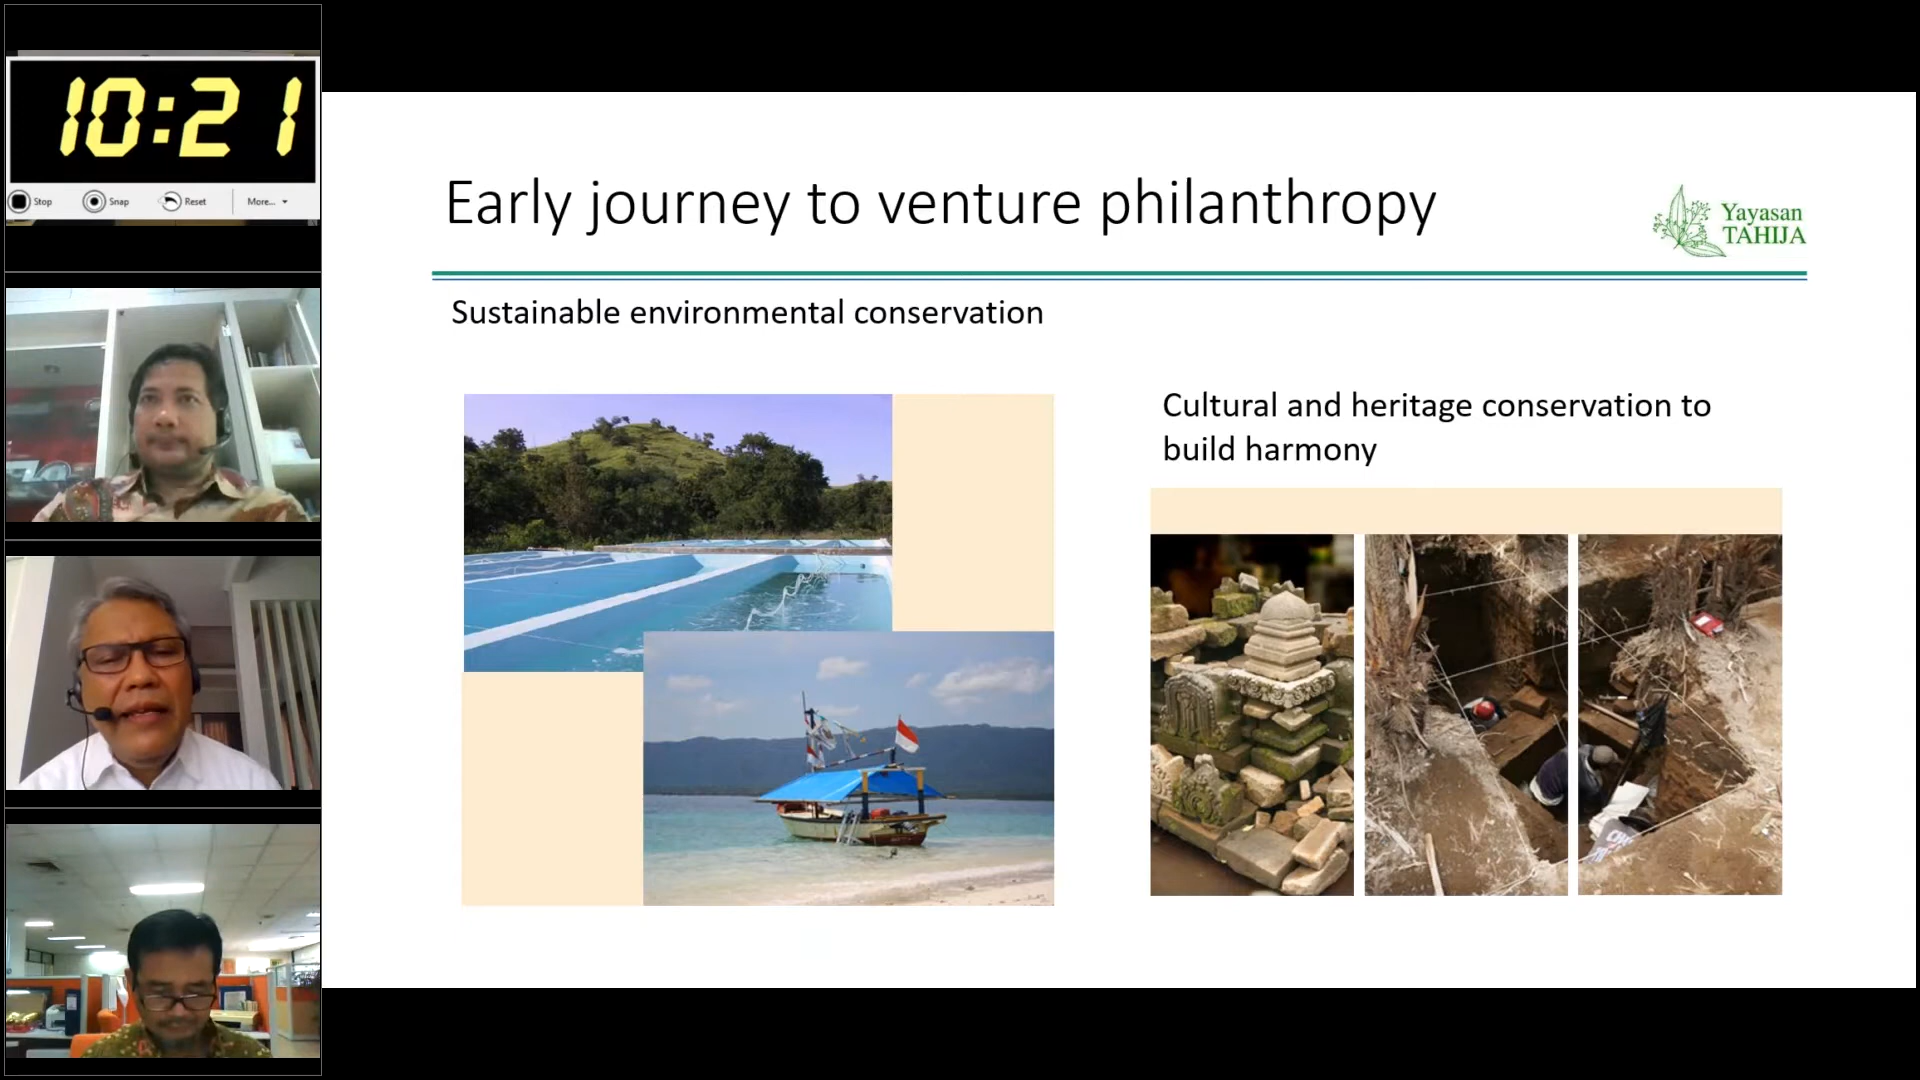 10:21
Stop Snap Reset More...
Early journey to venture philanthropy
Yayasan
TAHIJA
Sustainable environmental conservation
Cultural and heritage conservation to
build harmony